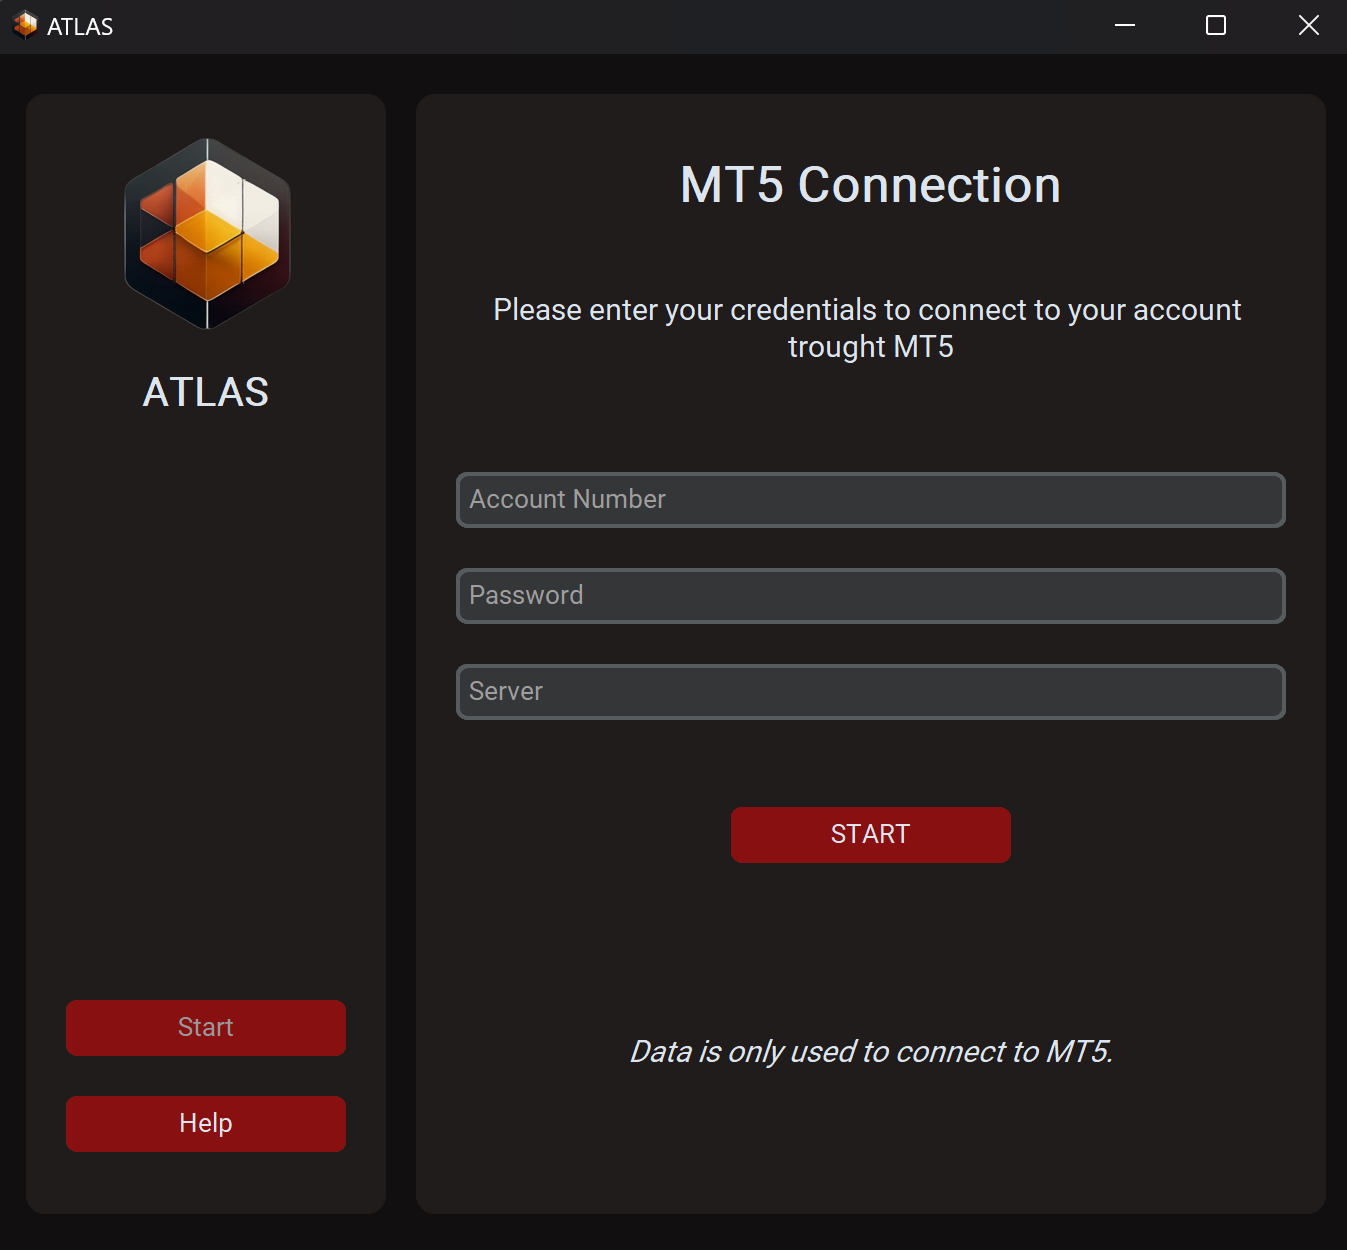 ATLAS
ATLAS
Start
Help
MT5 Connection
Please enter your credentials to connect to your account
trought MT5
Account Number
Password
Server
START
Data is only used to connect to MT5.